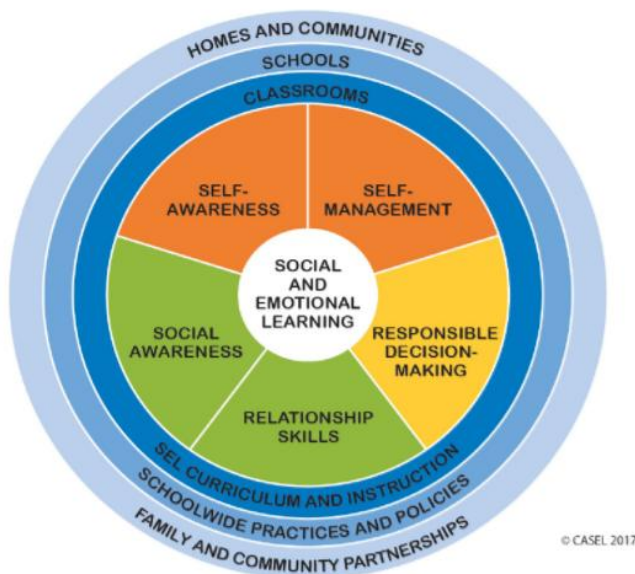 HOMES AND COMMUNITIES
SCHOOLS
CLASSROOMS
SELF-
AWARENESS
SELF-
MANAGEMENT
SOCIAL
AND
EMOTIONAL
LEARNING
SOCIAL
AWARENESS
RESPONSIBLE
DECISION-
MAKING
RELATIONSHIP
SKILLS
SEL CURRICULUM AND INSTRUCTION
SCHOOLWIDE PRACTICES AND POLICIES
FAMILY AND COMMUNITY PARTNERSHIPS
© CASEL 2017